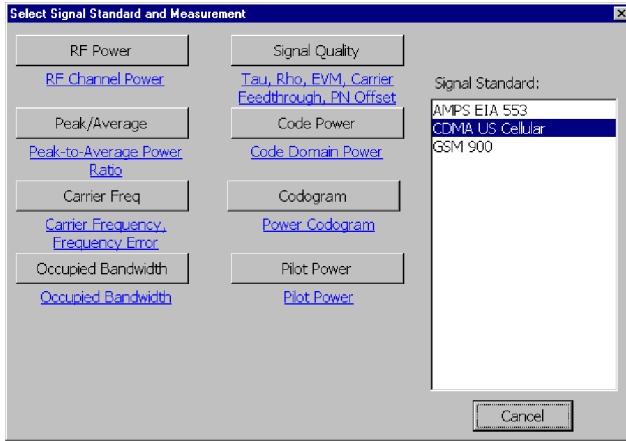 Select Signal Standard and Measurement
RF Power
RF Channel Power
Peak/Average
Peak-to-Average Power
Ratio
Carrier Freq
Carrier Frequency,
Frequency Error
Occupied Bandwidth
Occupied Bandwidth
Signal Quality
Tau, Rho, EVM, Carrier
Feedthrough, PN Offset
Code Power
Code Domain Power
Codogram
Power Codogram
Pilot Power
Pilot Power
Signal Standard:
AMPS EIA 553
CDMA US Cellular
GSM 900
Cancel